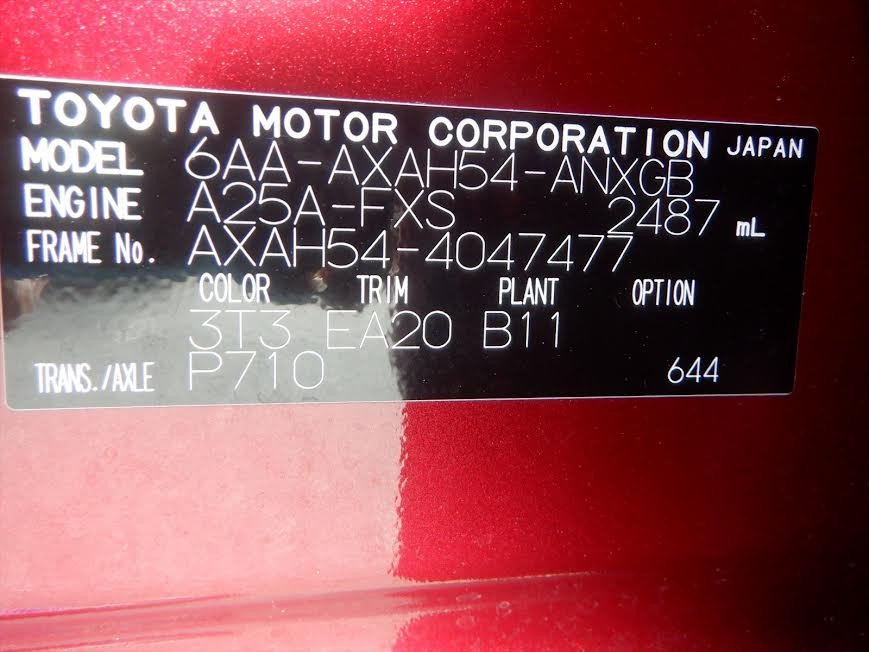 TOYOTA MOTOR CORPORATION JAPAN
MODEL 6AA-AXAH54-ANXGB
ENGINE A25A-FXS 2487 mL
FRAME No. AXAH54-4047477
COLOR TRIM PLANT OPTION
3T3 EA20 B11
TRANS./AXLE P710 644